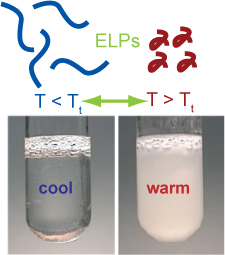 ELPs
T < Tt T > Tt
cool warm